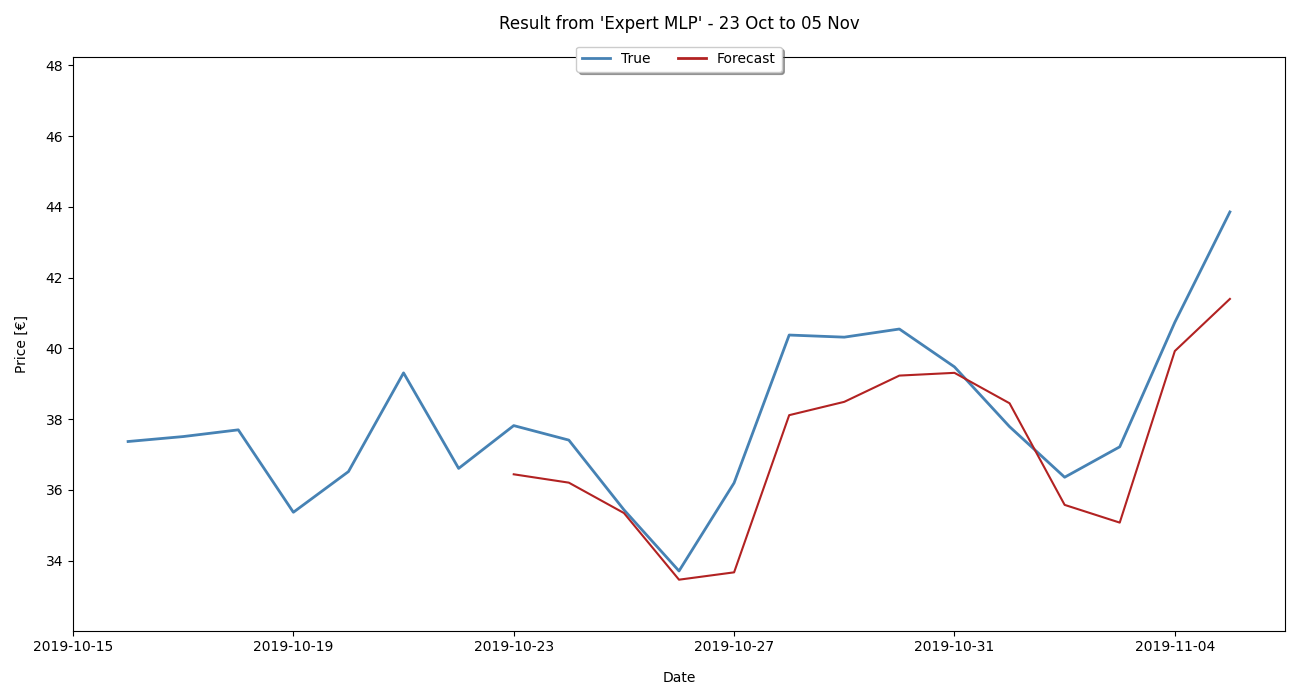 Result from 'Expert MLP' - 23 Oct to 05 Nov
True Forecast
48
46
44
42
40
38
36
34
Price [€]
2019-10-15 2019-10-19 2019-10-23 2019-10-27 2019-10-31 2019-11-04
Date